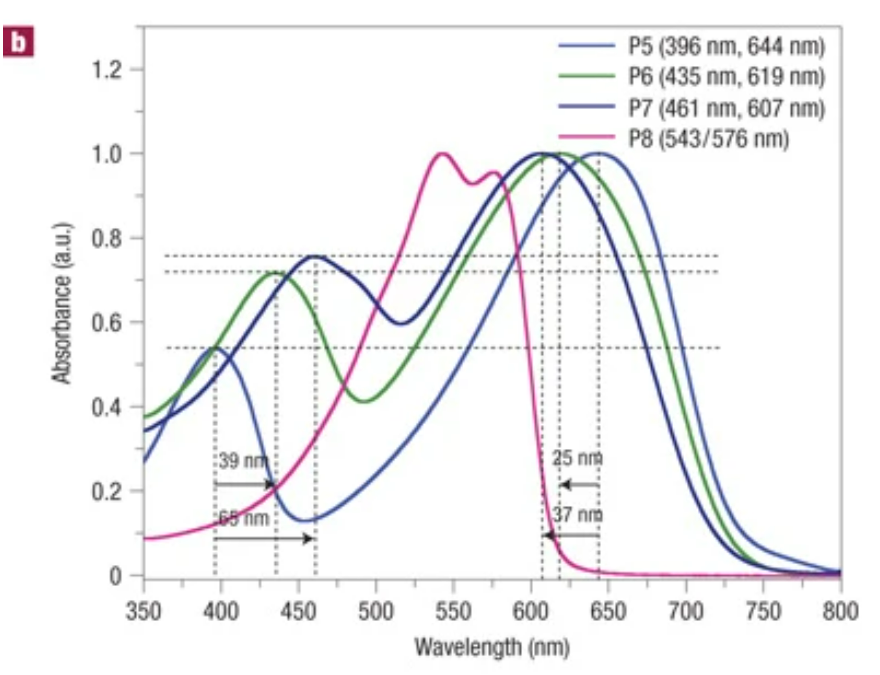 b
P5 (396 nm, 644 nm)
P6 (435 nm, 619 nm)
P7 (461 nm, 607 nm)
P8 (543/576 nm)
1.2
1.0
0.8
0.6
0.4
0.2
0
Absorbance (a.u.)
39 nm
65 nm
25 nm
37 nm
350 400 450 500 550 600 650 700 750 800
Wavelength (nm)